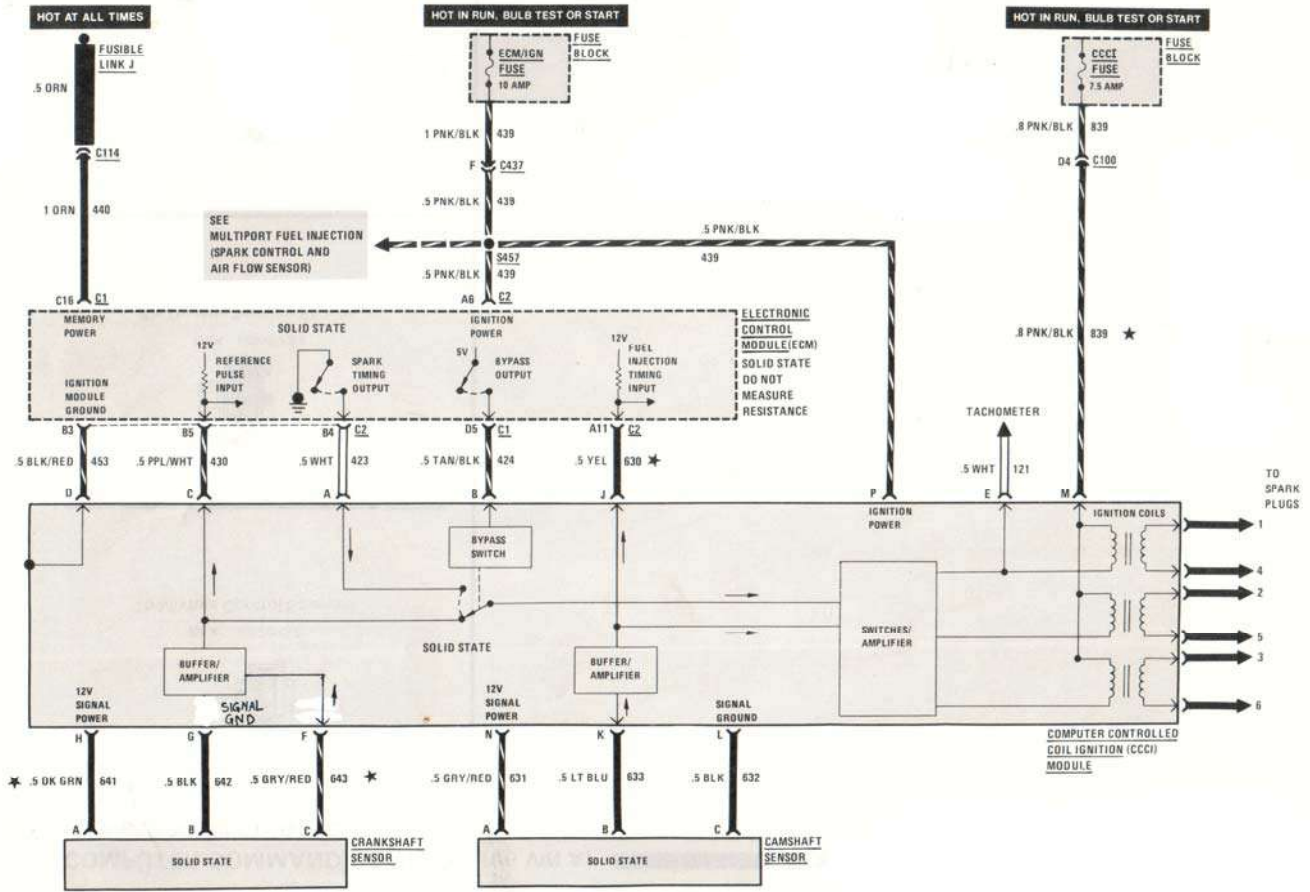 HOT AT ALL TIMES
HOT IN RUN, BULB TEST OR START
HOT IN RUN, BULB TEST OR START
FUSIBLE
LINK J
.5 ORN
C114
1 ORN 440
C16 C1
ECM/IGN
FUSE
10 AMP
FUSE
BLOCK
1 PNK/BLK 439
F C437
.5 PNK/BLK 439
S457
.5 PNK/BLK 439
A6 C2
SEE
MULTIPORT FUEL INJECTION
(SPARK CONTROL AND
AIR FLOW SENSOR)
.5 PNK/BLK
439
CCCI
FUSE
7.5 AMP
FUSE
BLOCK
.8 PNK/BLK 839
D4 C100
.8 PNK/BLK 839 ★
MEMORY
POWER
SOLID STATE
IGNITION
POWER
IGNITION
MODULE
GROUND
12V
REFERENCE
PULSE
INPUT
SPARK
TIMING
OUTPUT
5V
BYPASS
OUTPUT
12V
FUEL
INJECTION
TIMING
INPUT
ELECTRONIC
CONTROL
MODULE (ECM)
SOLID STATE
DO NOT
MEASURE
RESISTANCE
B3 B5 B4 C2 D5 C1 A11 C2
.5 BLK/RED 453 .5 PPL/WHT 430 .5 WHT 423 .5 TAN/BLK 424 .5 YEL 630 ★
TACHOMETER
.5 WHT 121
D C A B J P E M
TO
SPARK
PLUGS
IGNITION
POWER
IGNITION COILS
1
4
2
5
3
6
BYPASS
SWITCH
SOLID STATE
SWITCHES/
AMPLIFIER
BUFFER/
AMPLIFIER
BUFFER/
AMPLIFIER
12V
SIGNAL
POWER
SIGNAL
GND
12V
SIGNAL
POWER
SIGNAL
GROUND
COMPUTER CONTROLLED
COIL IGNITION (CCCI)
MODULE
H G F N K L
★ .5 DK GRN 641 .5 BLK 642 .5 GRY/RED 643 ★ .5 GRY/RED 631 .5 LT BLU 633 .5 BLK 632
A B C A B C
SOLID STATE
CRANKSHAFT
SENSOR
SOLID STATE
CAMSHAFT
SENSOR